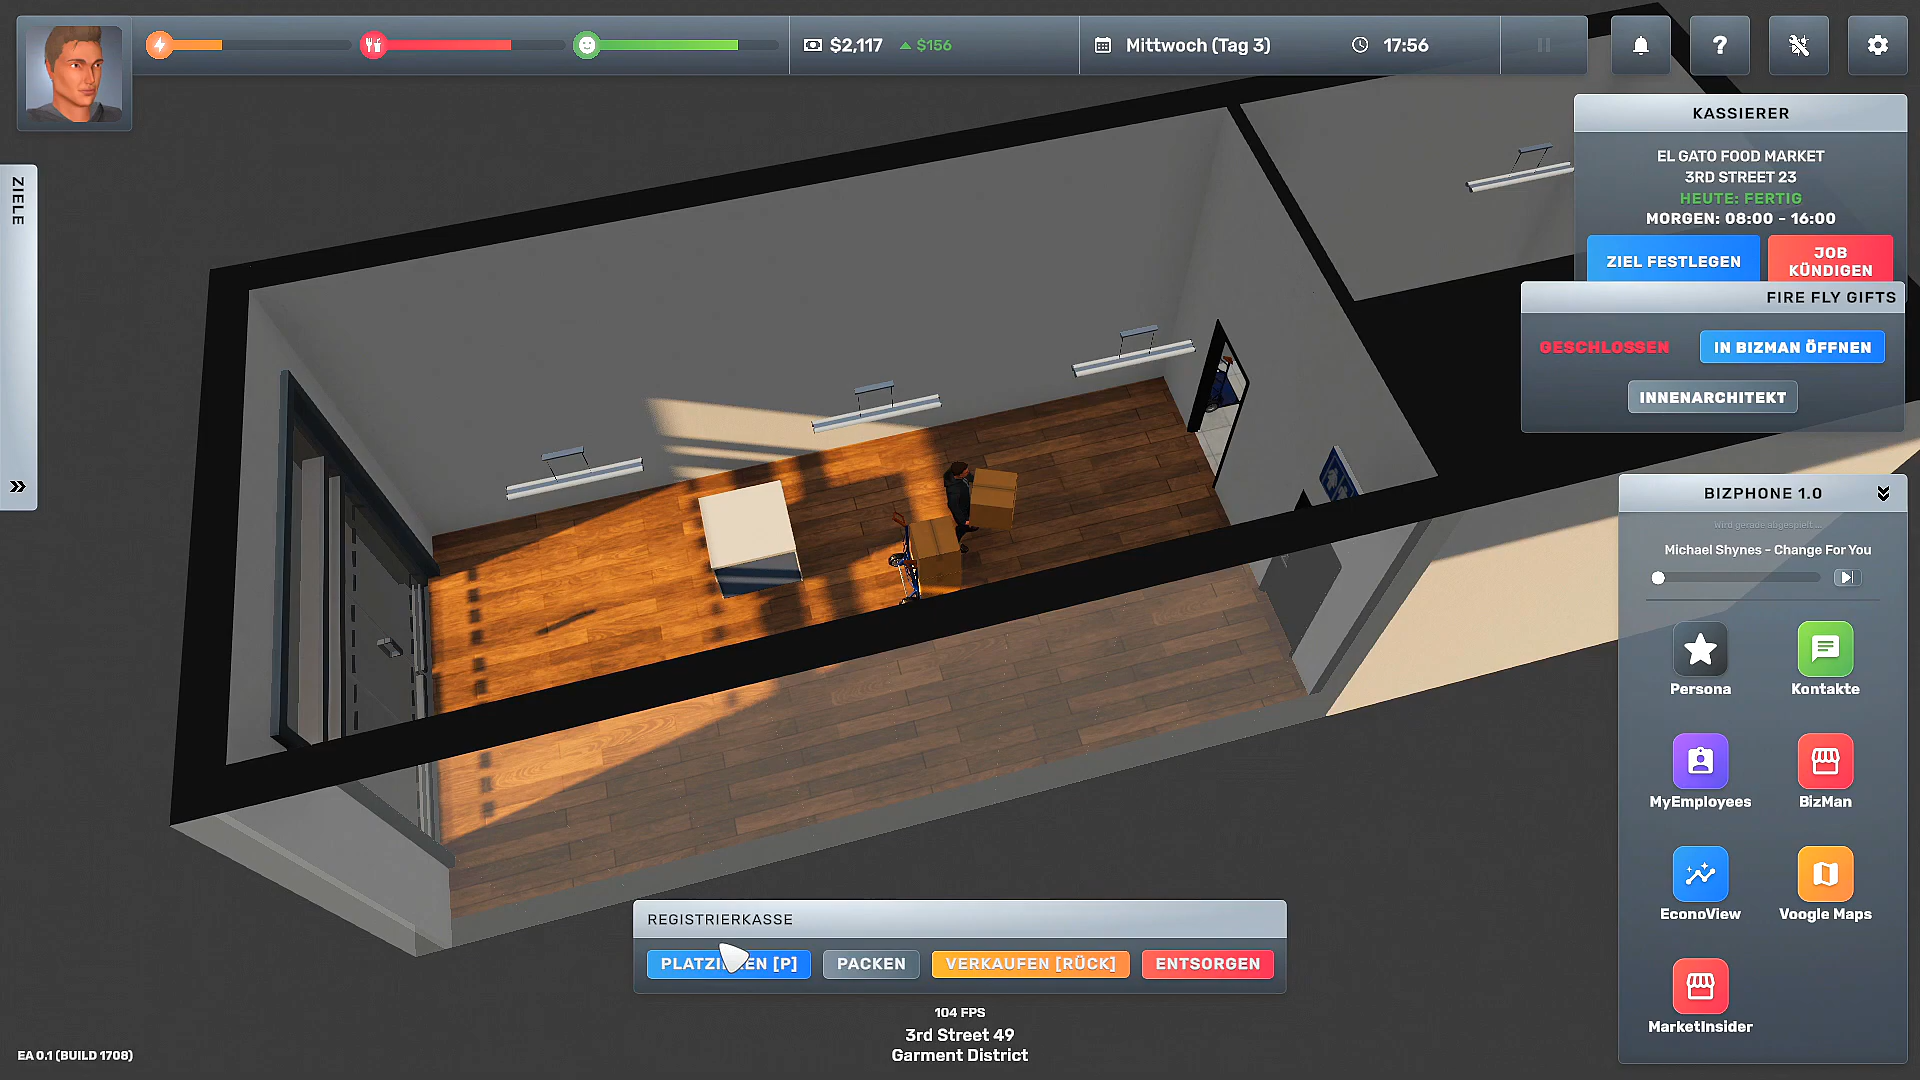 $2,117
$156
Mittwoch (Tag 3)
17:56
?
ZIELE
KASSIERER
EL GATO FOOD MARKET
3RD STREET 23
HEUTE: FERTIG
MORGEN: 08:00 - 16:00
ZIEL FESTLEGEN
JOB
KÜNDIGEN
FIRE FLY GIFTS
GESCHLOSSEN
IN BIZMAN ÖFFNEN
INNENARCHITEKT
BIZPHONE 1.0
Wird gerade abgespielt...
Michael Shynes - Change For You
Persona
Kontakte
MyEmployees
BizMan
EconoView
Voogle Maps
MarketInsider
REGISTRIERKASSE
[P]
PACKEN
VERKAUFEN [RÜCK]
ENTSORGEN
104 FPS
3rd Street 49
Garment District
EA 0.1 (BUILD 1708)